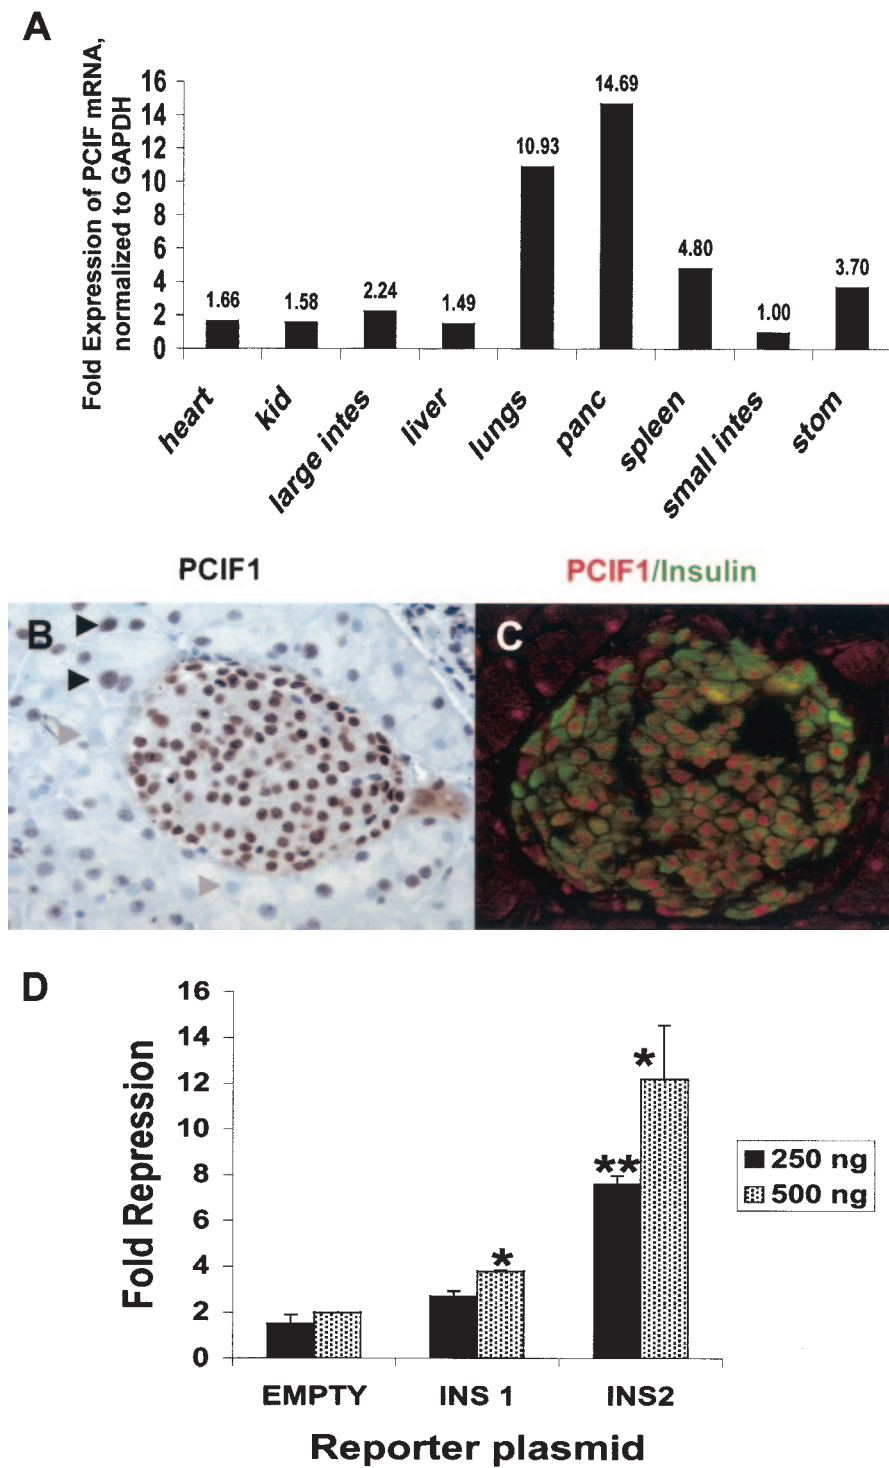 A
Fold Expression of PCIF mRNA,
normalized to GAPDH
16
14
12
10
8
6
4
2
0
1.66
1.58
2.24
1.49
10.93
14.69
4.80
1.00
3.70
heart
kid
large intes
liver
lungs
panc
spleen
small intes
stom
PCIF1
PCIF1/Insulin
B
C
D
Fold Repression
16
14
12
10
8
6
4
2
0
*
**
*
250 ng
500 ng
EMPTY
INS 1
INS2
Reporter plasmid